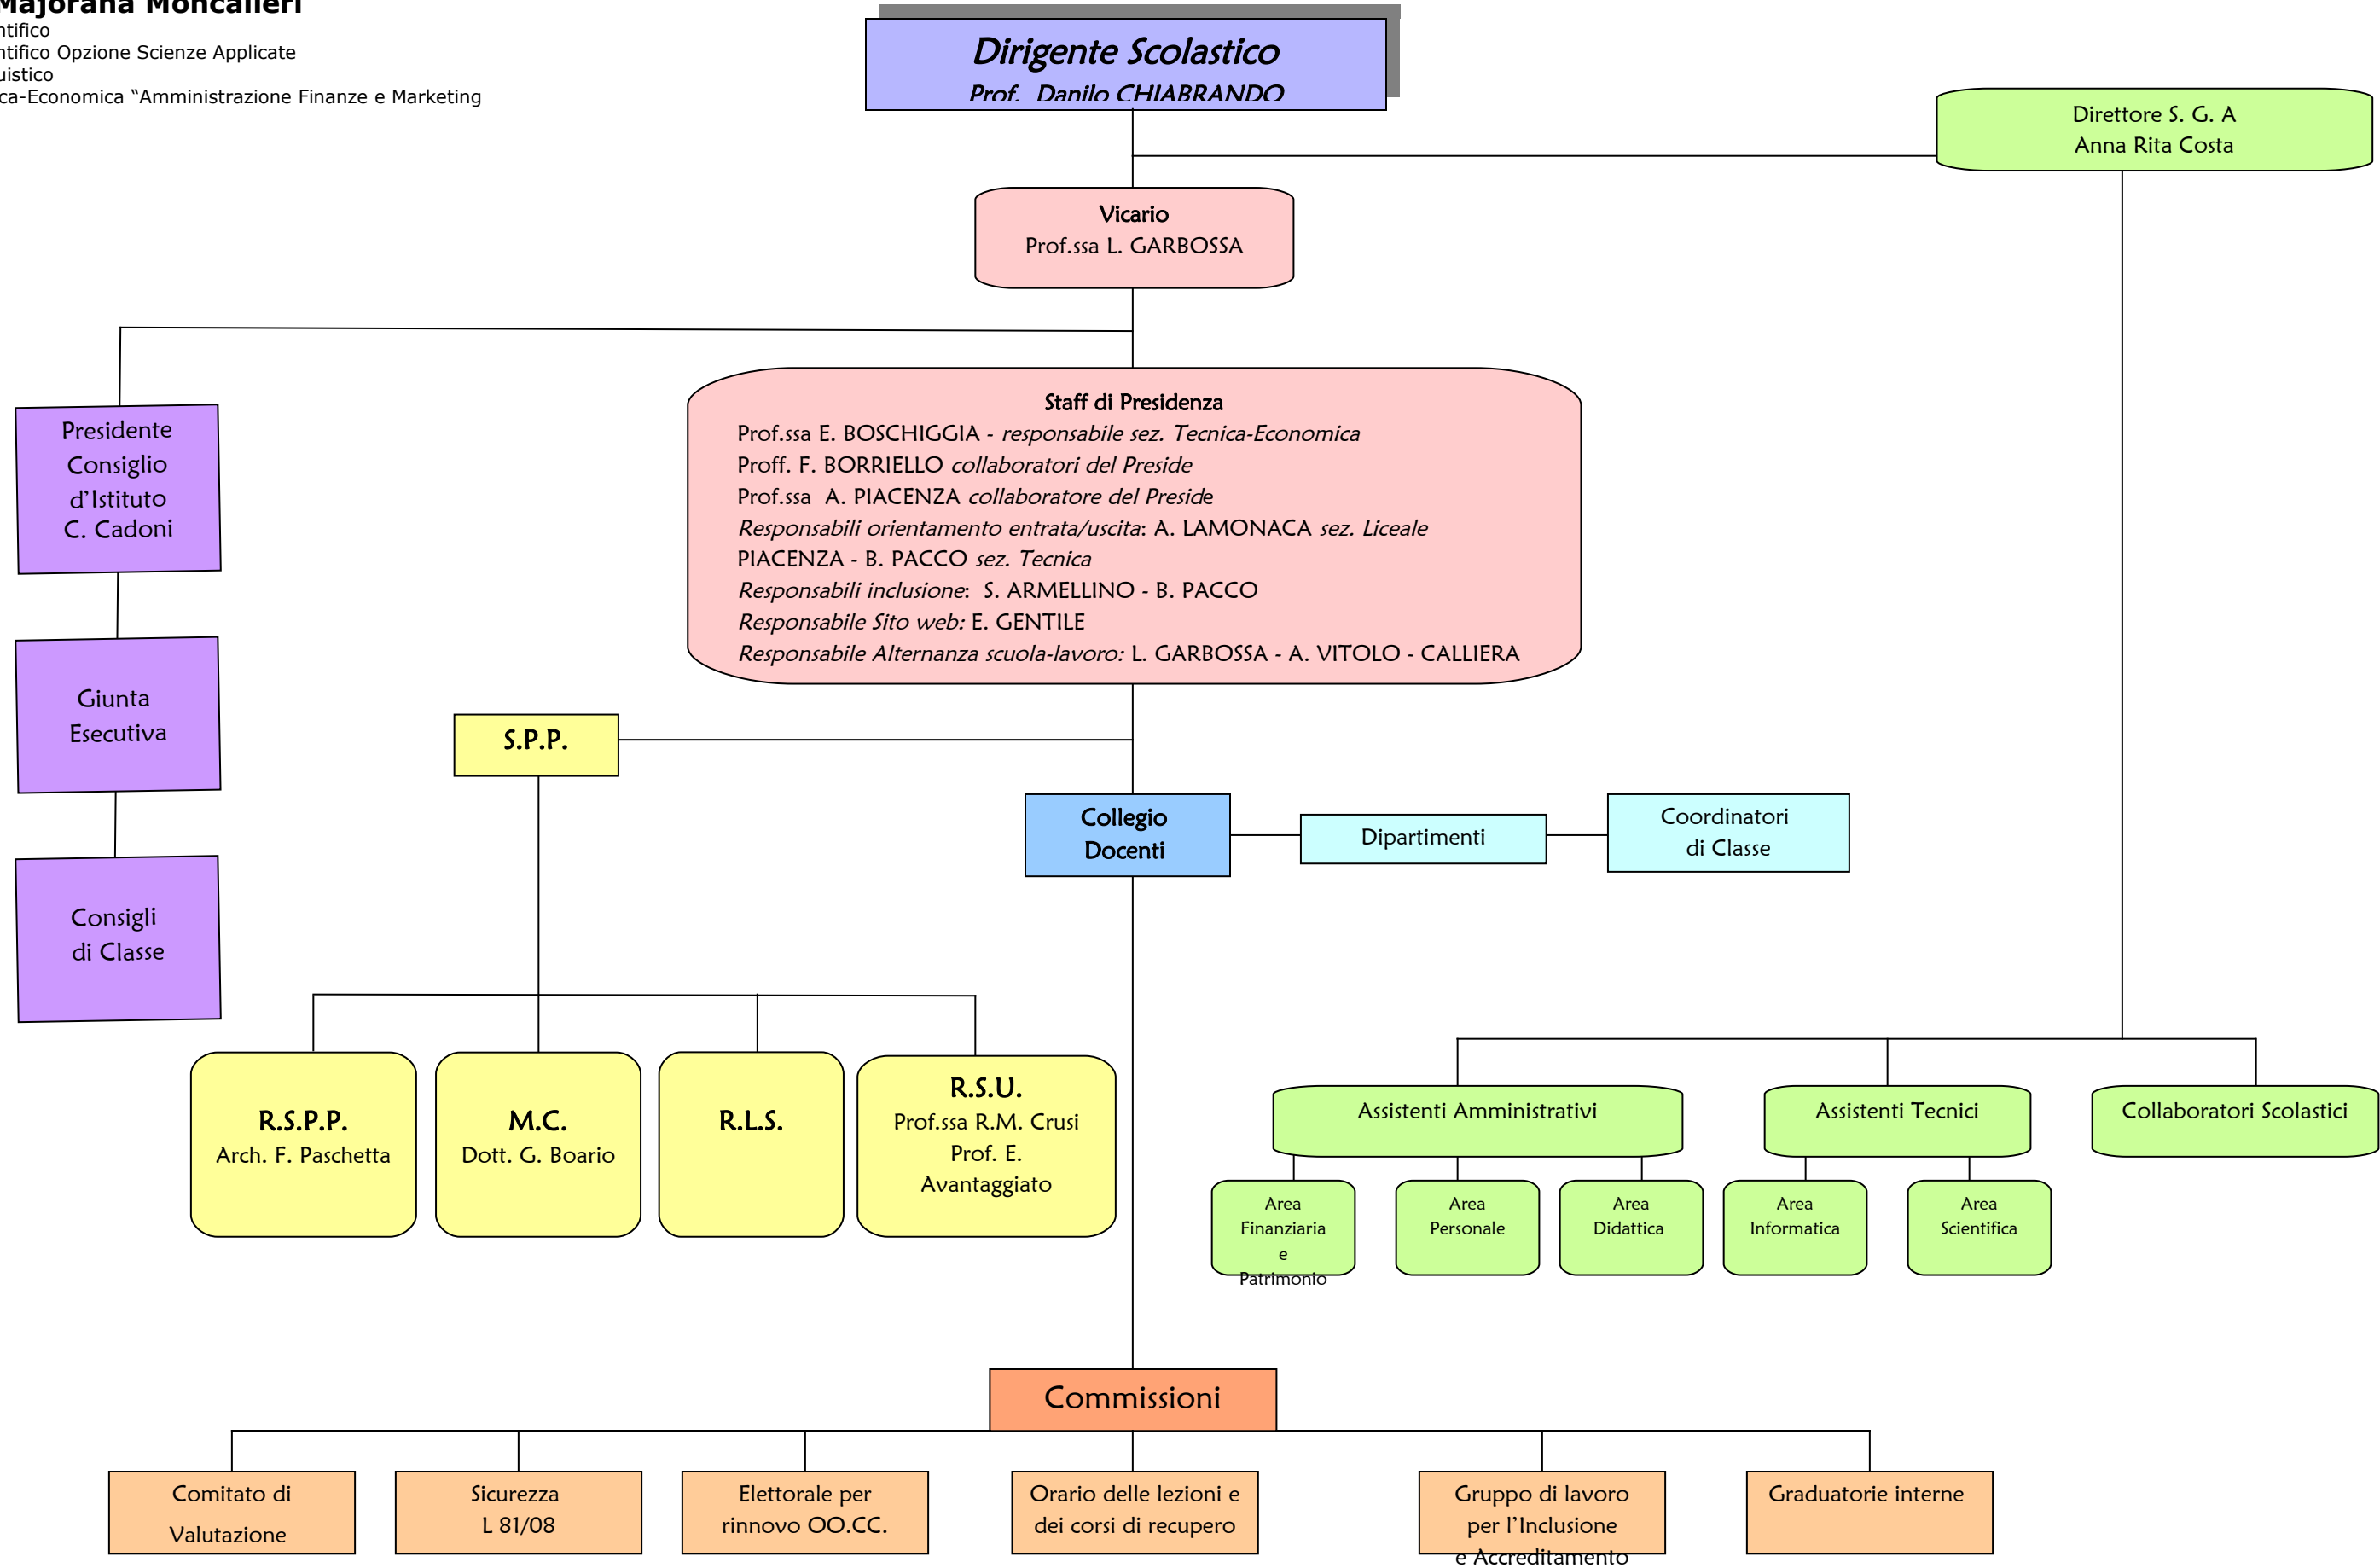 Majorana Moncalieri
ntifico
ntifico Opzione Scienze Applicate
uistico
ca-Economica “Amministrazione Finanze e Marketing
Dirigente Scolastico
Prof. Danilo CHIABRANDO
Direttore S. G. A
Anna Rita Costa
Vicario
Prof.ssa L. GARBOSSA
Staff di Presidenza
Prof.ssa E. BOSCHIGGIA - responsabile sez. Tecnica-Economica
Proff. F. BORRIELLO collaboratori del Preside
Prof.ssa A. PIACENZA collaboratore del Preside
Responsabili orientamento entrata/uscita: A. LAMONACA sez. Liceale
PIACENZA - B. PACCO sez. Tecnica
Responsabili inclusione: S. ARMELLINO - B. PACCO
Responsabile Sito web: E. GENTILE
Responsabile Alternanza scuola-lavoro: L. GARBOSSA - A. VITOLO - CALLIERA
Presidente
Consiglio
d’Istituto
C. Cadoni
Giunta
Esecutiva
Consigli
di Classe
S.P.P.
Collegio
Docenti
Dipartimenti
Coordinatori
di Classe
R.S.P.P.
Arch. F. Paschetta
M.C.
Dott. G. Boario
R.L.S.
R.S.U.
Prof.ssa R.M. Crusi
Prof. E.
Avantaggiato
Assistenti Amministrativi
Assistenti Tecnici
Collaboratori Scolastici
Area
Finanziaria
e
Patrimonio
Area
Personale
Area
Didattica
Area
Informatica
Area
Scientifica
Commissioni
Comitato di
Valutazione
Sicurezza
L 81/08
Elettorale per
rinnovo OO.CC.
Orario delle lezioni e
dei corsi di recupero
Gruppo di lavoro
per l’Inclusione
e Accreditamento
Graduatorie interne